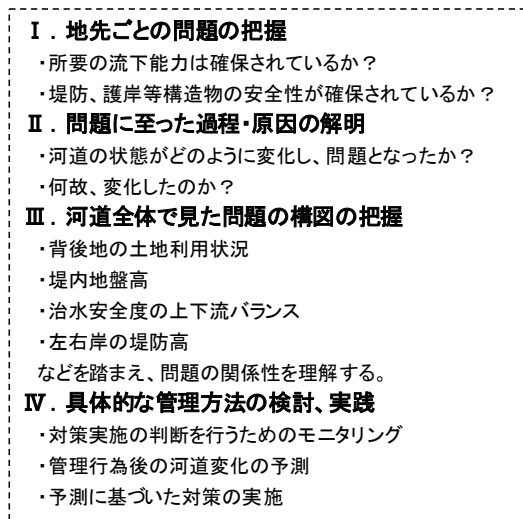 Ⅰ．地先ごとの問題の把握
・所要の流下能力は確保されているか？
・堤防、護岸等構造物の安全性が確保されているか？
Ⅱ．問題に至った過程・原因の解明
・河道の状態がどのように変化し、問題となったか？
・何故、変化したのか？
Ⅲ．河道全体で見た問題の構図の把握
・背後地の土地利用状況
・堤内地盤高
・治水安全度の上下流バランス
・左右岸の堤防高
などを踏まえ、問題の関係性を理解する。
Ⅳ．具体的な管理方法の検討、実践
・対策実施の判断を行うためのモニタリング
・管理行為後の河道変化の予測
・予測に基づいた対策の実施